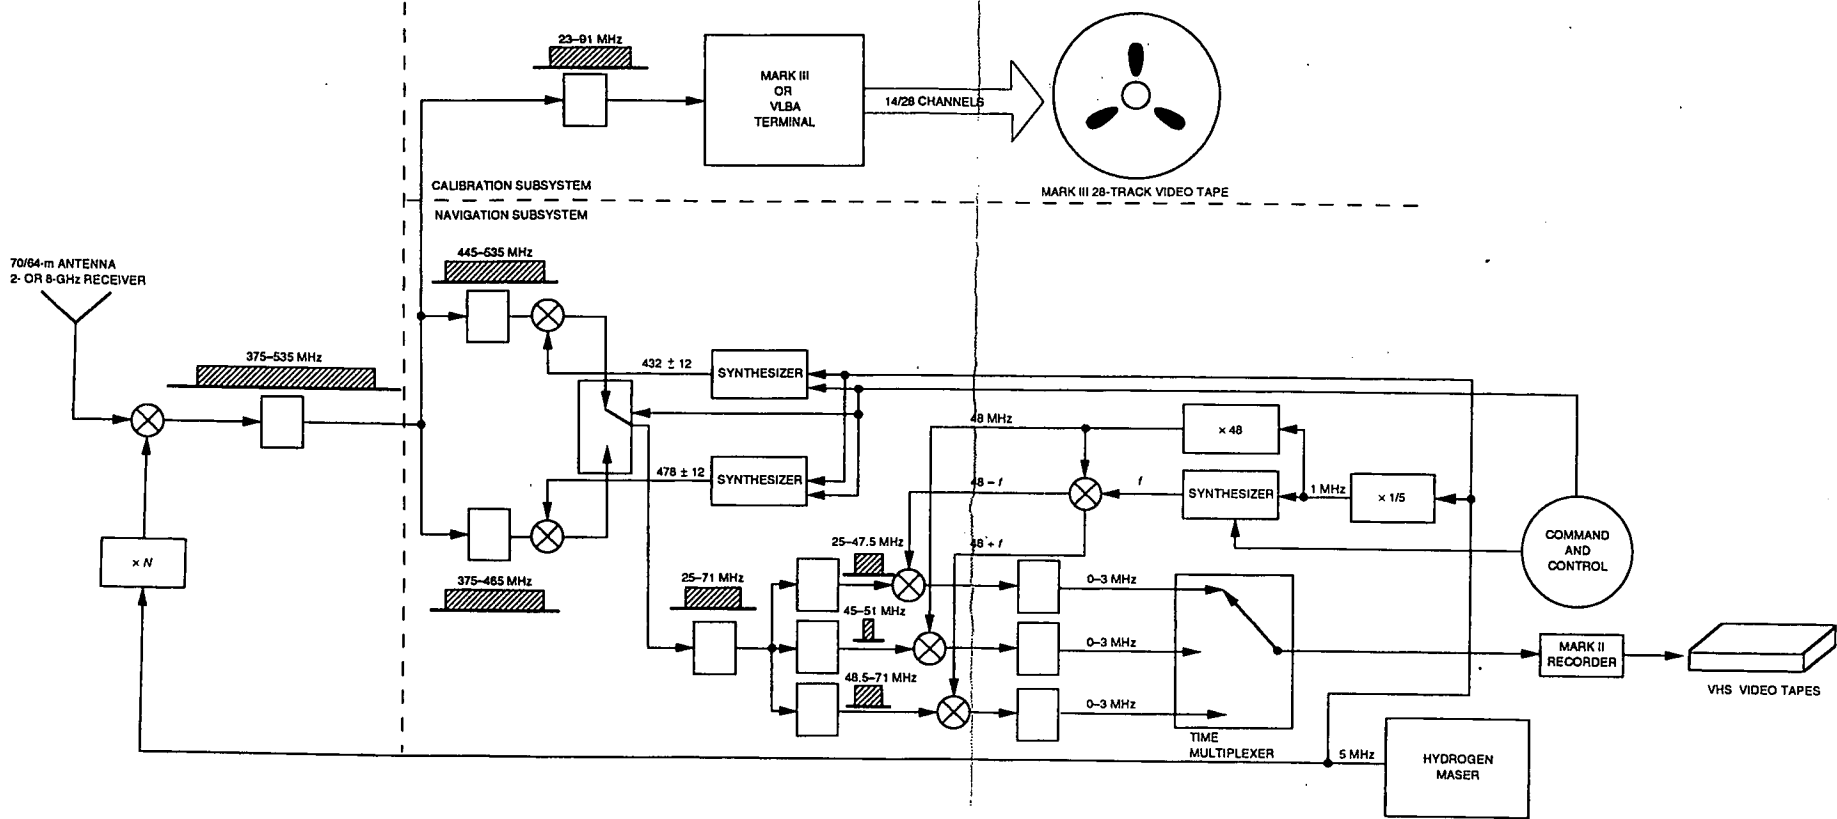 23–91 MHz
MARK III
OR
VLBA
TERMINAL
14/28 CHANNELS
MARK III 28-TRACK VIDEO TAPE
CALIBRATION SUBSYSTEM
NAVIGATION SUBSYSTEM
70/64-m ANTENNA
2- OR 8-GHz RECEIVER
445–535 MHz
375–535 MHz
432 ± 12
SYNTHESIZER
478 ± 12
SYNTHESIZER
48 MHz
× 48
48 – f
f
SYNTHESIZER
1 MHz
× 1/5
COMMAND
AND
CONTROL
48 + f
× N
375–465 MHz
25–71 MHz
25–47.5 MHz
45–51 MHz
48.5–71 MHz
0–3 MHz
0–3 MHz
0–3 MHz
TIME
MULTIPLEXER
MARK II
RECORDER
VHS VIDEO TAPES
5 MHz
HYDROGEN
MASER